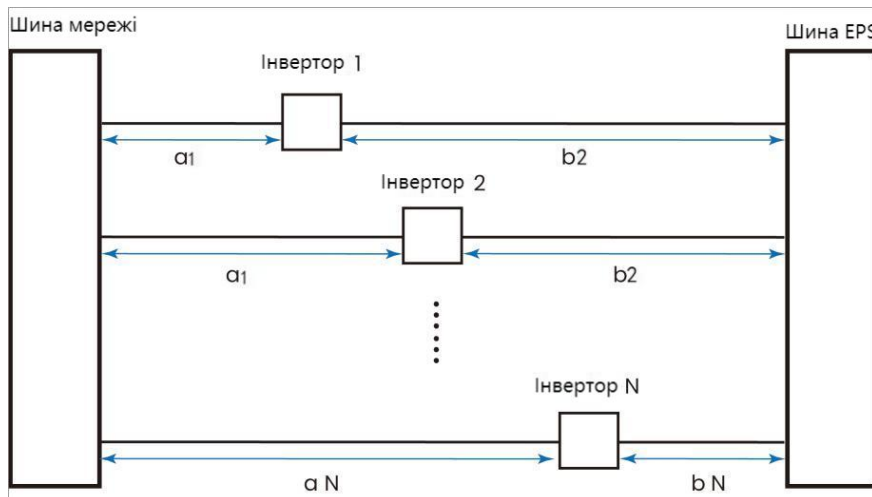 Шина мережі
Шина EPS
Інвертор 1
a1
b2
Інвертор 2
a1
b2
Інвертор N
a N
b N